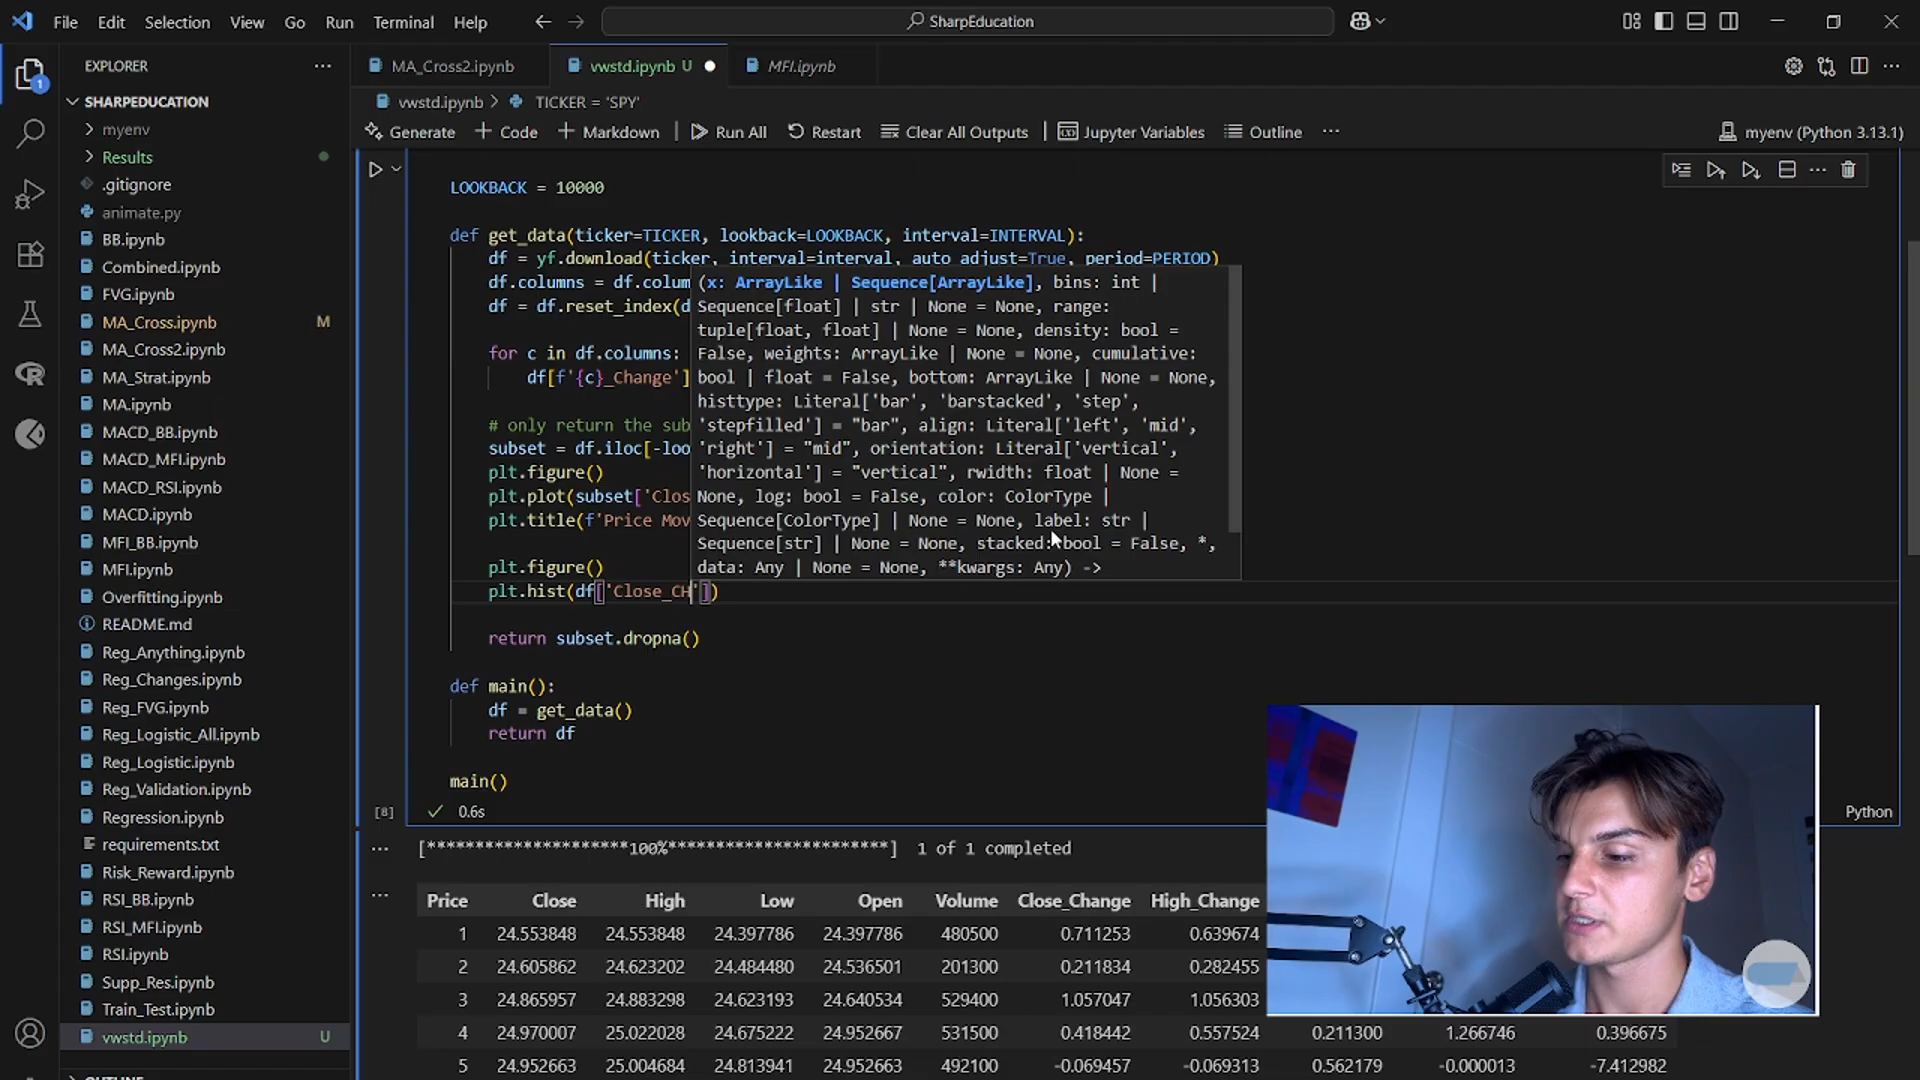 File Edit Selection View Go Run Terminal Help
SharpEducation
EXPLORER
SHARPEDUCATION
myenv
Results
.gitignore
animate.py
BB.ipynb
Combined.ipynb
FVG.ipynb
MA_Cross.ipynb M
MA_Cross2.ipynb
MA_Strat.ipynb
MA.ipynb
MACD_BB.ipynb
MACD_MFI.ipynb
MACD_RSI.ipynb
MACD.ipynb
MFI_BB.ipynb
MFI.ipynb
Overfitting.ipynb
README.md
Reg_Anything.ipynb
Reg_Changes.ipynb
Reg_FVG.ipynb
Reg_Logistic_All.ipynb
Reg_Logistic.ipynb
Reg_Validation.ipynb
Regression.ipynb
requirements.txt
Risk_Reward.ipynb
RSI_BB.ipynb
RSI_MFI.ipynb
RSI.ipynb
Supp_Res.ipynb
Train_Test.ipynb
vwstd.ipynb U
1
MA_Cross2.ipynb vwstd.ipynb U MFI.ipynb
vwstd.ipynb > TICKER = 'SPY'
Generate + Code + Markdown Run All Restart Clear All Outputs Jupyter Variables Outline ... myenv (Python 3.13.1)
LOOKBACK = 10000
def get_data(ticker=TICKER, lookback=LOOKBACK, interval=INTERVAL):
df = yf.download(ticker, interval=interval, auto_adjust=True, period=PERIOD)
df.columns = df.colum
df = df.reset_index(d
for c in df.columns:
df[f'{c}_Change']
# only return the sub
subset = df.iloc[-loo
plt.figure()
plt.plot(subset['Clos
plt.title(f'Price Mov
plt.figure()
plt.hist(df['Close_CH'])
return subset.dropna()
def main():
df = get_data()
return df
main()
(x: ArrayLike | Sequence[ArrayLike], bins: int |
Sequence[float] | str | None = None, range:
tuple[float, float] | None = None, density: bool =
False, weights: ArrayLike | None = None, cumulative:
bool | float = False, bottom: ArrayLike | None = None,
histtype: Literal['bar', 'barstacked', 'step',
'stepfilled'] = "bar", align: Literal['left', 'mid',
'right'] = "mid", orientation: Literal['vertical',
'horizontal'] = "vertical", rwidth: float | None =
None, log: bool = False, color: ColorType |
Sequence[ColorType] | None = None, label: str |
Sequence[str] | None = None, stacked: bool = False, *,
data: Any | None = None, **kwargs: Any) ->
[8] 0.6s Python
[*********************100%***********************] 1 of 1 completed
Price Close High Low Open Volume Close_Change High_Change
1 24.553848 24.553848 24.397786 24.397786 480500 0.711253 0.639674
2 24.605862 24.623202 24.484480 24.536501 201300 0.211834 0.282455
3 24.865957 24.883298 24.623193 24.640534 529400 1.057047 1.056303
4 24.970007 25.022028 24.675222 24.952667 531500 0.418442 0.557524 0.211300 1.266746 0.396675
5 24.952663 25.004684 24.813941 24.952663 492100 -0.069457 -0.069313 0.562179 -0.000013 -7.412982